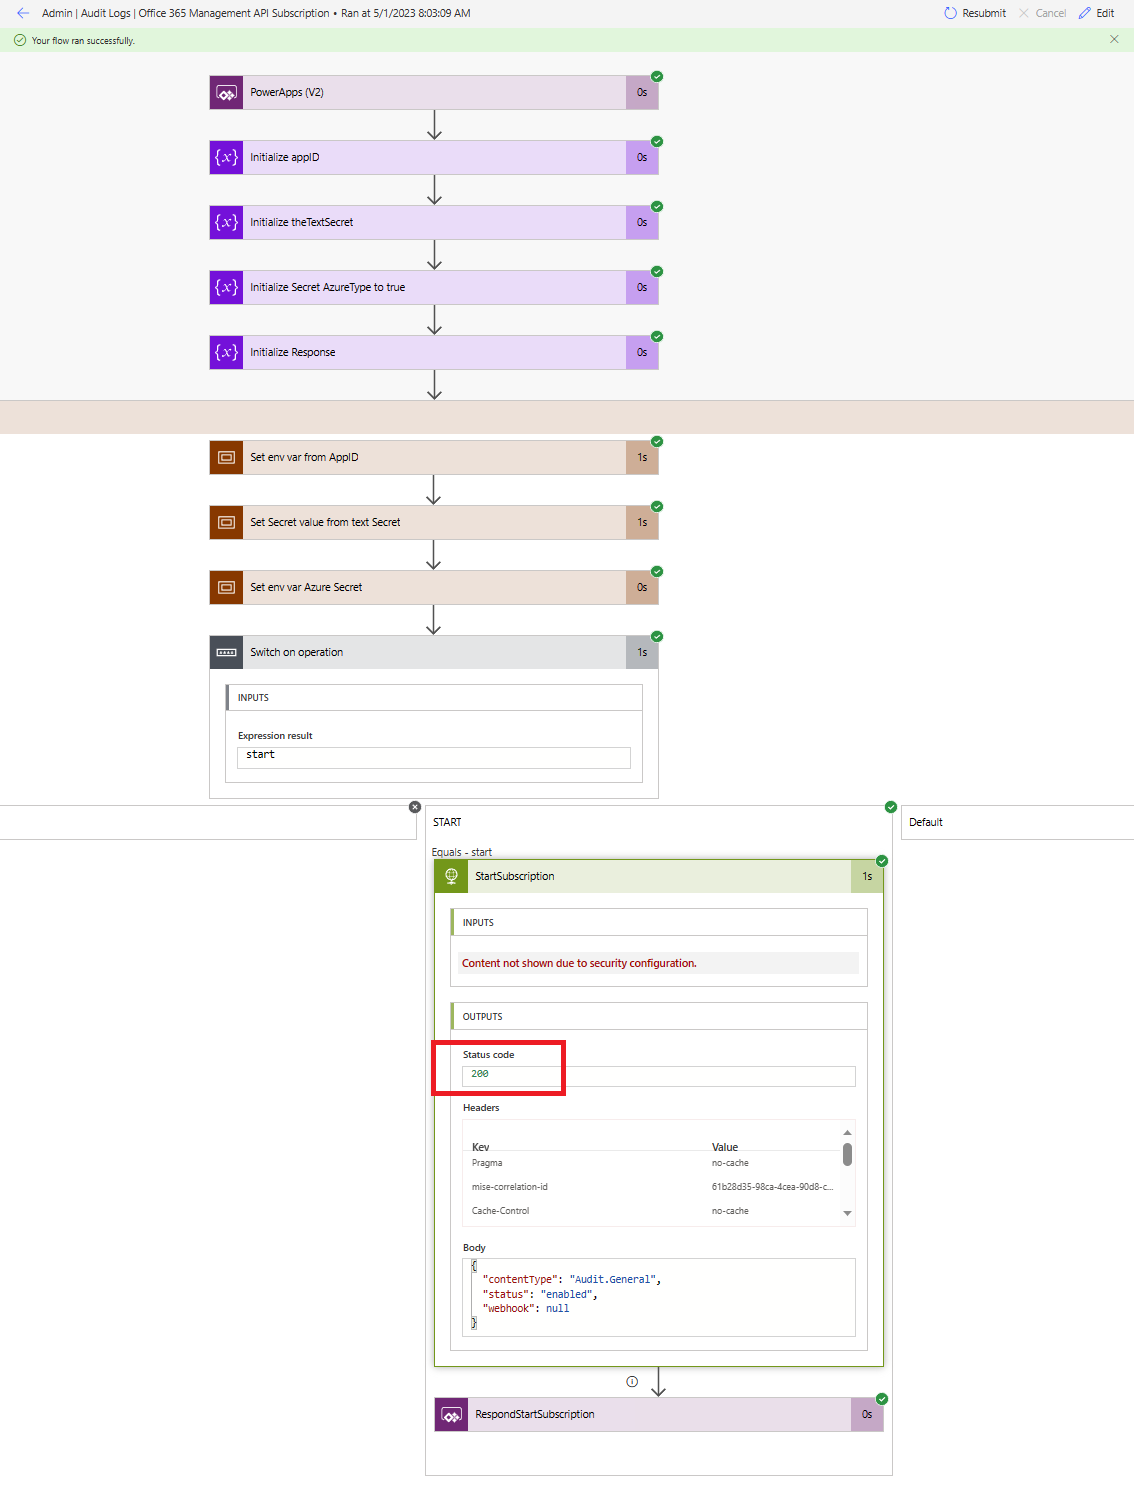 Admin | Audit Logs | Office 365 Management API Subscription • Ran at 5/1/2023 8:03:09 AM
Resubmit
Cancel
Edit
Your flow ran successfully.
PowerApps (V2)
0s
{x}
Initialize appID
0s
{x}
Initialize theTextSecret
0s
{x}
Initialize Secret AzureType to true
0s
{x}
Initialize Response
0s
Set env var from AppID
1s
Set Secret value from text Secret
1s
Set env var Azure Secret
0s
Switch on operation
1s
INPUTS
Expression result
start
START
Default
Equals - start
StartSubscription
1s
INPUTS
Content not shown due to security configuration.
OUTPUTS
Status code
200
Headers
Key Value
Pragma no-cache
mise-correlation-id 61b28d35-98ca-4cea-90d8-c...
Cache-Control no-cache
Body
{
"contentType": "Audit.General",
"status": "enabled",
"webhook": null
}
RespondStartSubscription
0s